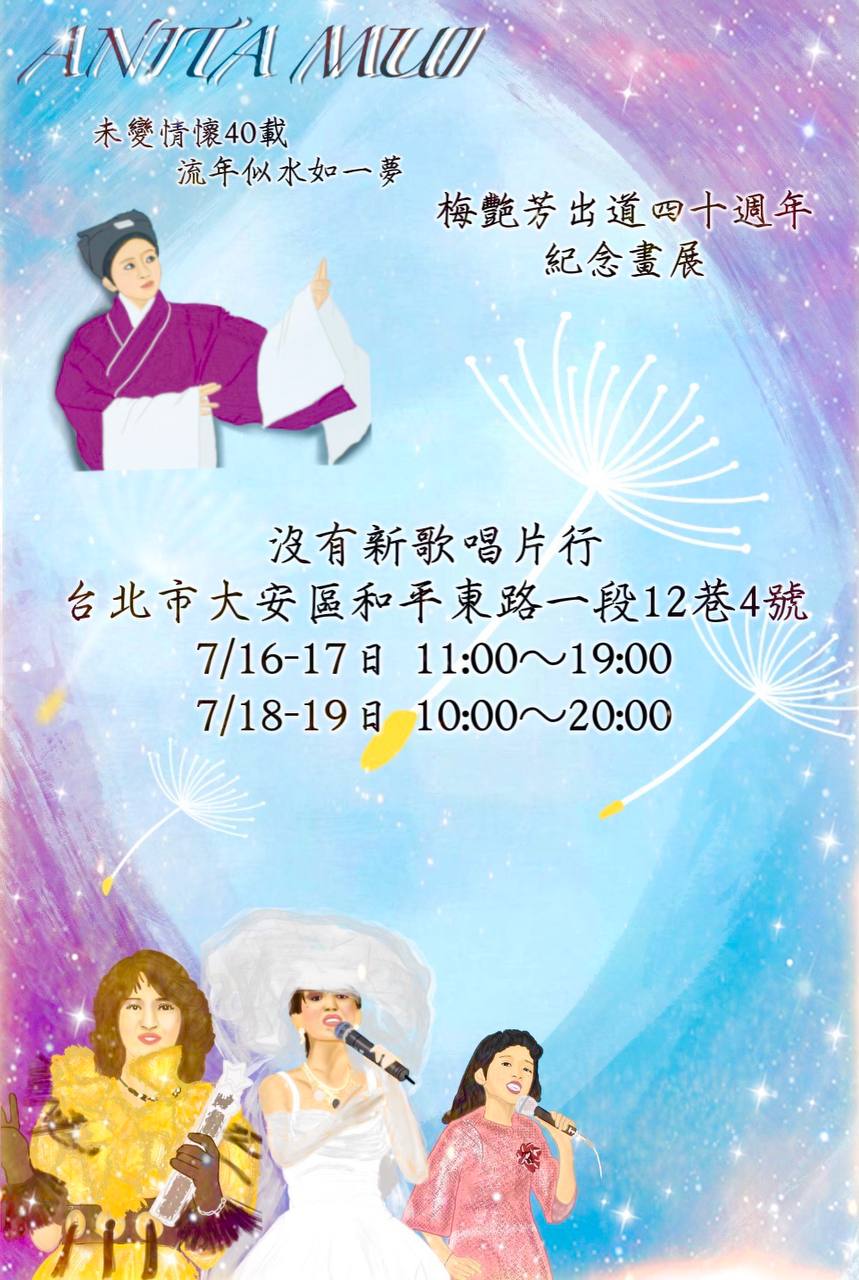 ANITA MUI
未變情懷40載
流年似水如一夢
梅艷芳出道四十週年
紀念畫展
沒有新歌唱片行
台北市大安區和平東路一段12巷4號
7/16-17日 11:00～19:00
7/18-19日 10:00～20:00